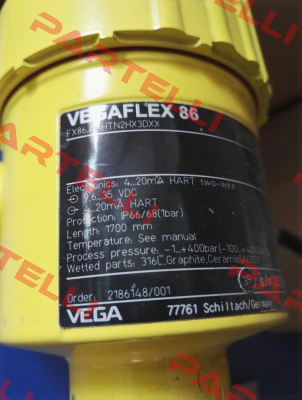 PARTELLI
VEGAFLEX 86
Electronics: 4...20mA HART two-wire
9,6...35 VDC
4...20mA HART
Protection: IP66/68(1bar)
Length: 1700 mm
Temperature: See manual
Process pressure: -1...+400bar(-100...
Wetted parts: 316L,Graphite,Ceramic
Order: 2186148/001
VEGA 77761 Schiltach/Germany